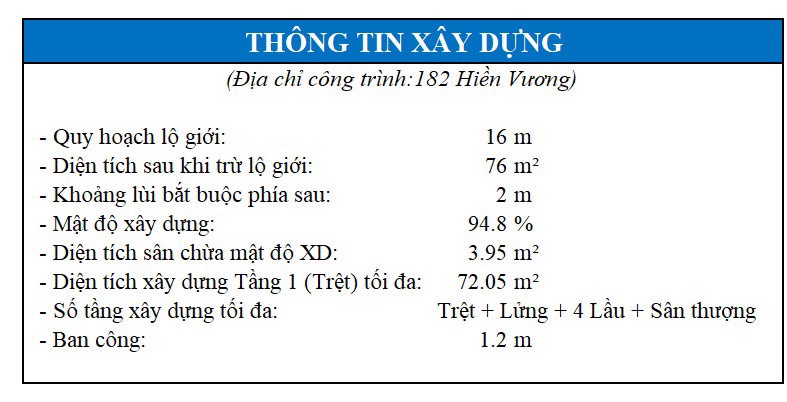 THÔNG TIN XÂY DỰNG
(Địa chỉ công trình:182 Hiền Vương)
- Quy hoạch lộ giới: 16 m
- Diện tích sau khi trừ lộ giới: 76 m²
- Khoảng lùi bắt buộc phía sau: 2 m
- Mật độ xây dựng: 94.8 %
- Diện tích sân chừa mật độ XD: 3.95 m²
- Diện tích xây dựng Tầng 1 (Trệt) tối đa: 72.05 m²
- Số tầng xây dựng tối đa: Trệt + Lửng + 4 Lầu + Sân thượng
- Ban công: 1.2 m